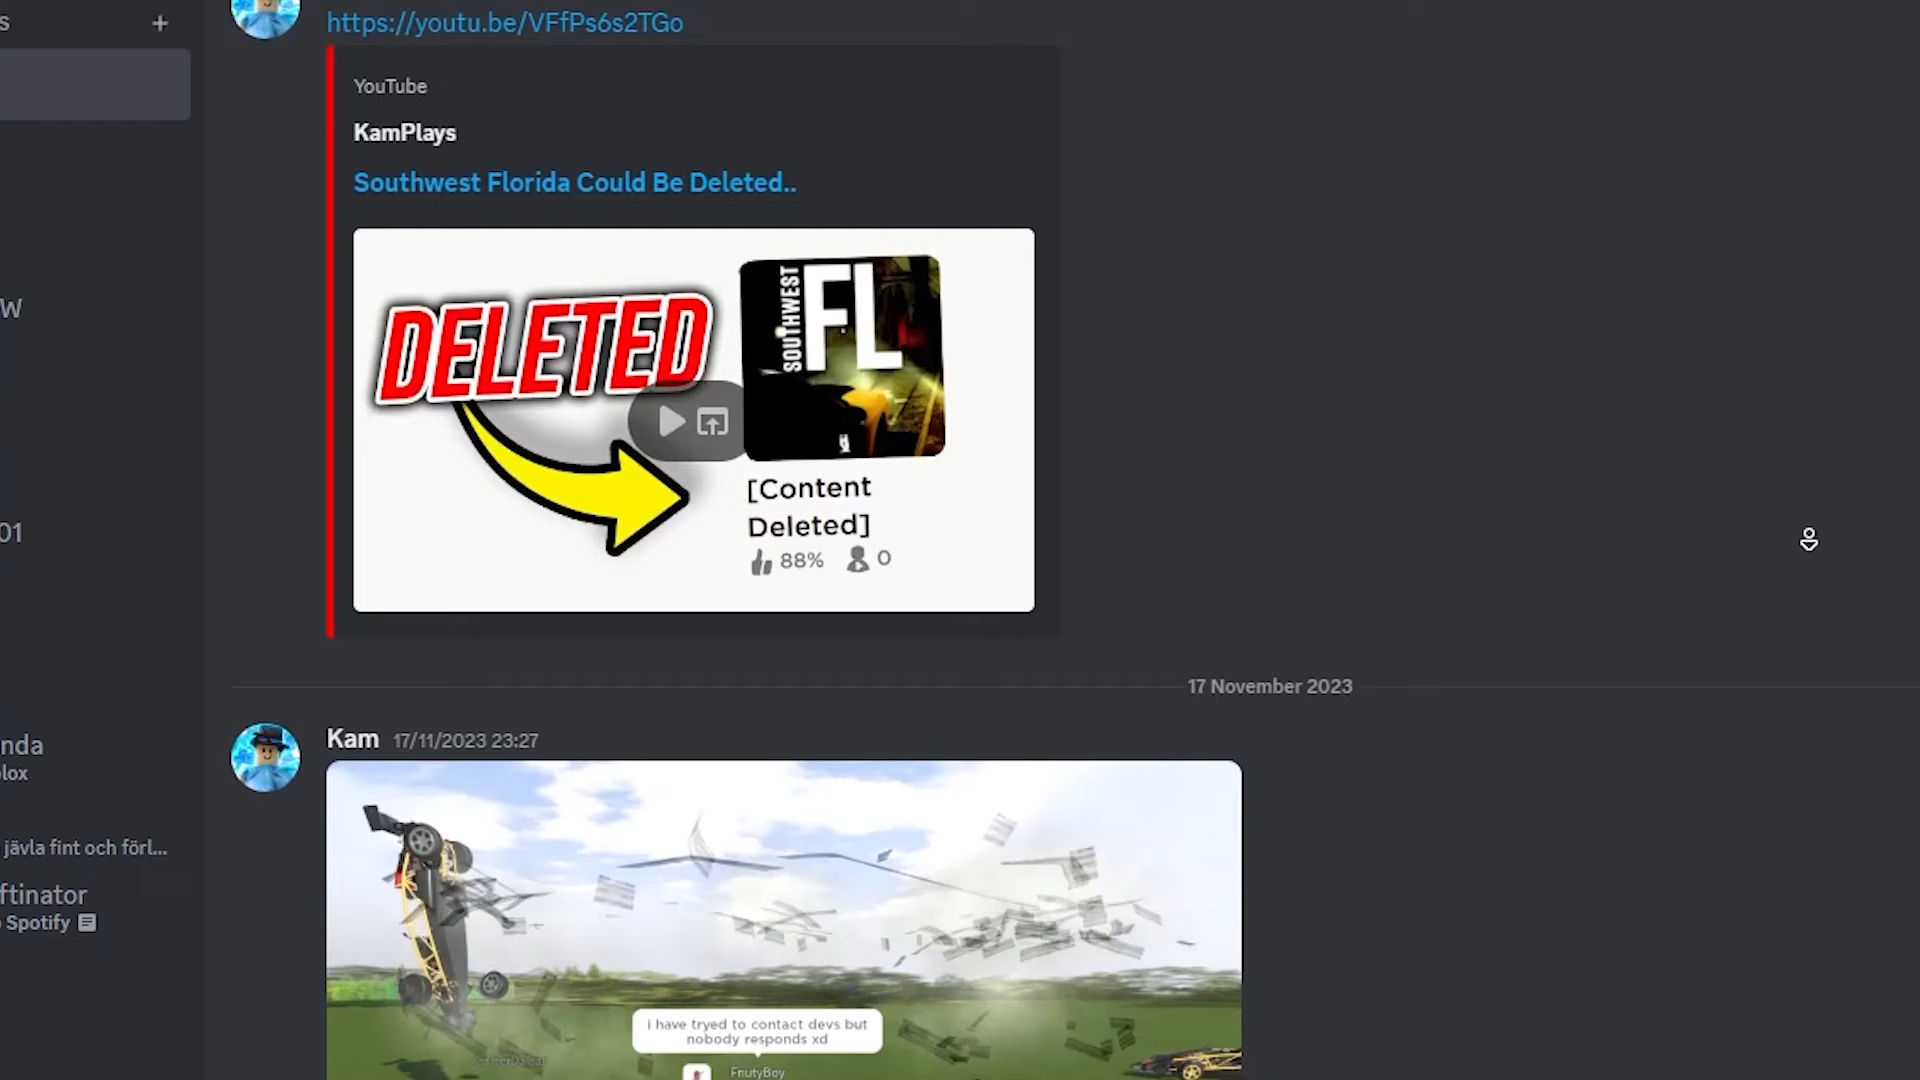 S
+
https://youtu.be/VFfPs6s2TGo
YouTube
KamPlays
Southwest Florida Could Be Deleted..
DELETED
SOUTHWEST
FL
[Content
Deleted]
88% 0
W
01
17 November 2023
nda
lox
Kam 17/11/2023 23:27
jävla fint och förl...
ftinator
Spotify
i have tryed to contact devs but
nobody responds xd
FnutyBoy